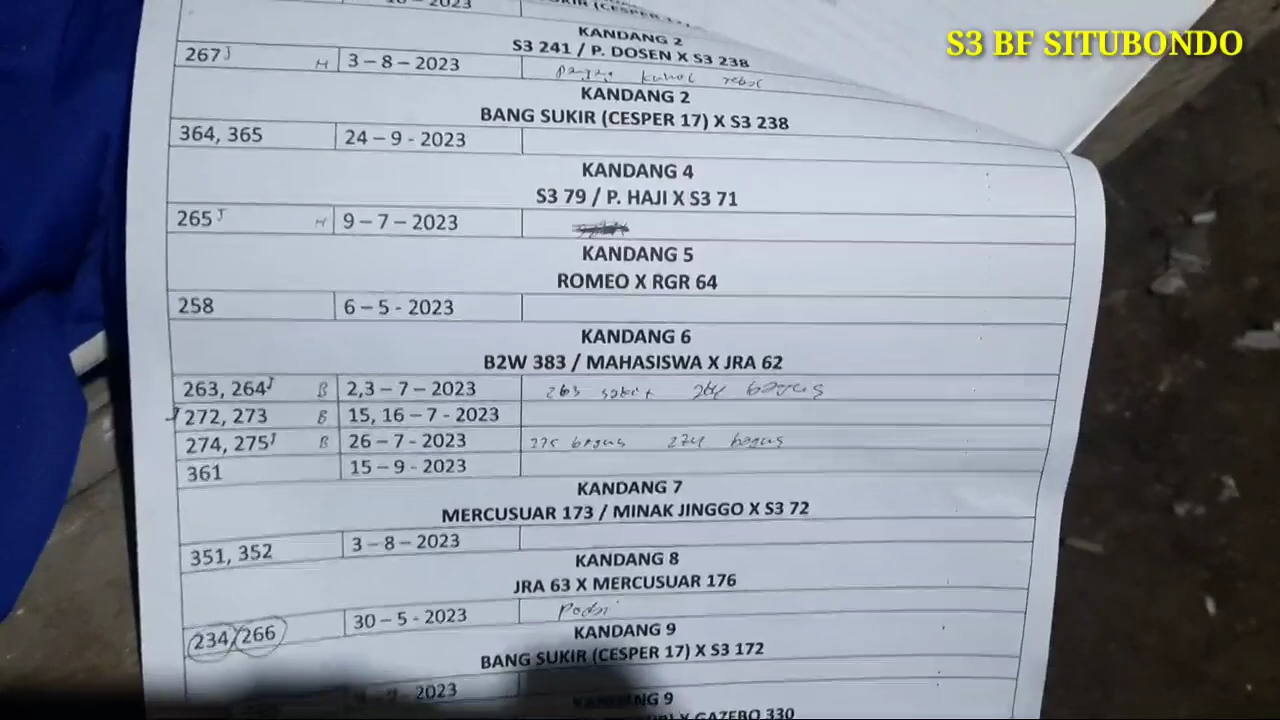 2023
S3 BF SITUBONDO
KANDANG 2
S3 241 / P. DOSEN X S3 238
267 J H 3 – 8 – 2023
KANDANG 2
BANG SUKIR (CESPER 17) X S3 238
364, 365 24 – 9 - 2023
KANDANG 4
S3 79 / P. HAJI X S3 71
265 J H 9 – 7 – 2023
KANDANG 5
ROMEO X RGR 64
258 6 – 5 - 2023
KANDANG 6
B2W 383 / MAHASISWA X JRA 62
263, 264 J B 2,3 – 7 – 2023 263 sakit 264 bagus
J 272, 273 B 15, 16 – 7 - 2023
274, 275 J B 26 – 7 - 2023 275 bagus 274 bagus
361 15 – 9 - 2023
KANDANG 7
MERCUSUAR 173 / MINAK JINGGO X S3 72
351, 352 3 – 8 – 2023
KANDANG 8
JRA 63 X MERCUSUAR 176
234/266 30 – 5 - 2023
KANDANG 9
BANG SUKIR (CESPER 17) X S3 172
2023
KANDANG 9
X GAZEBO 330